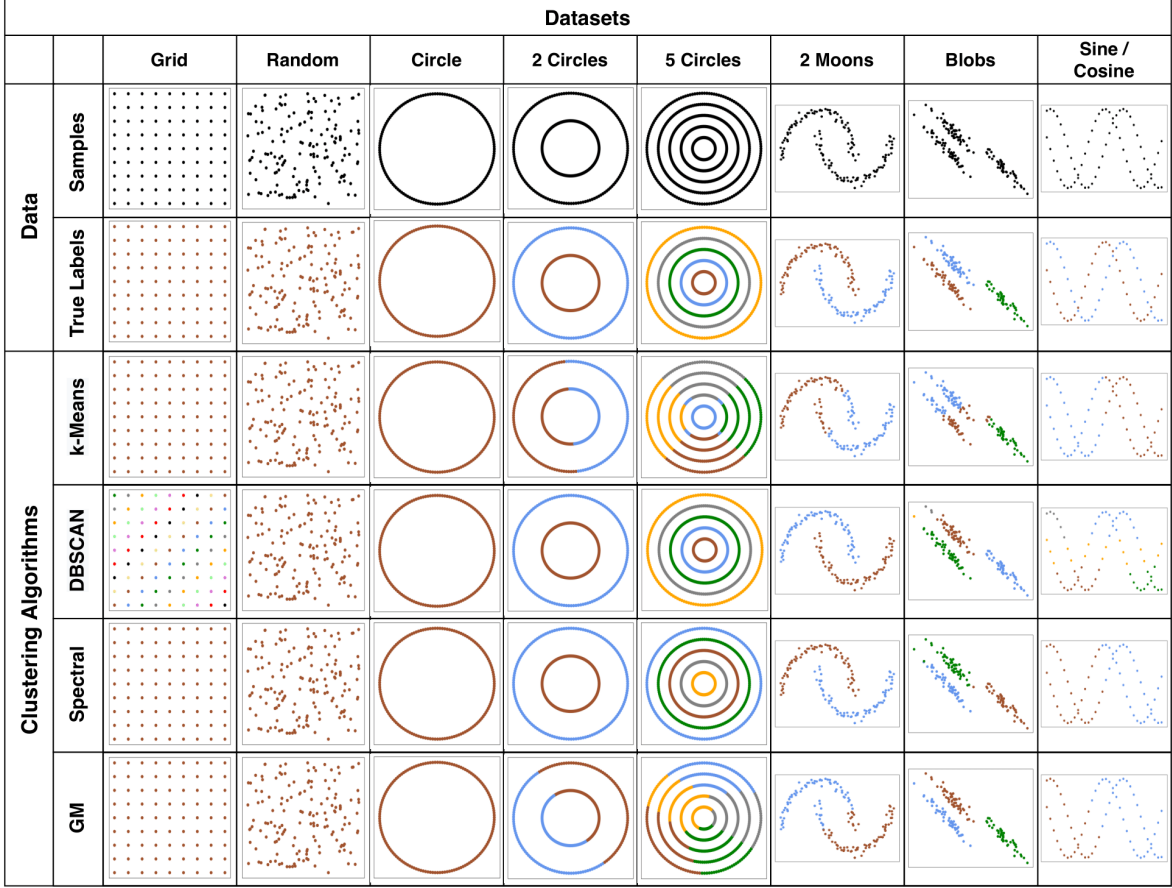 Datasets
Grid
Random
Circle
2 Circles
5 Circles
2 Moons
Blobs
Sine /
Cosine
Data
Samples
True Labels
Clustering Algorithms
k-Means
DBSCAN
Spectral
GM